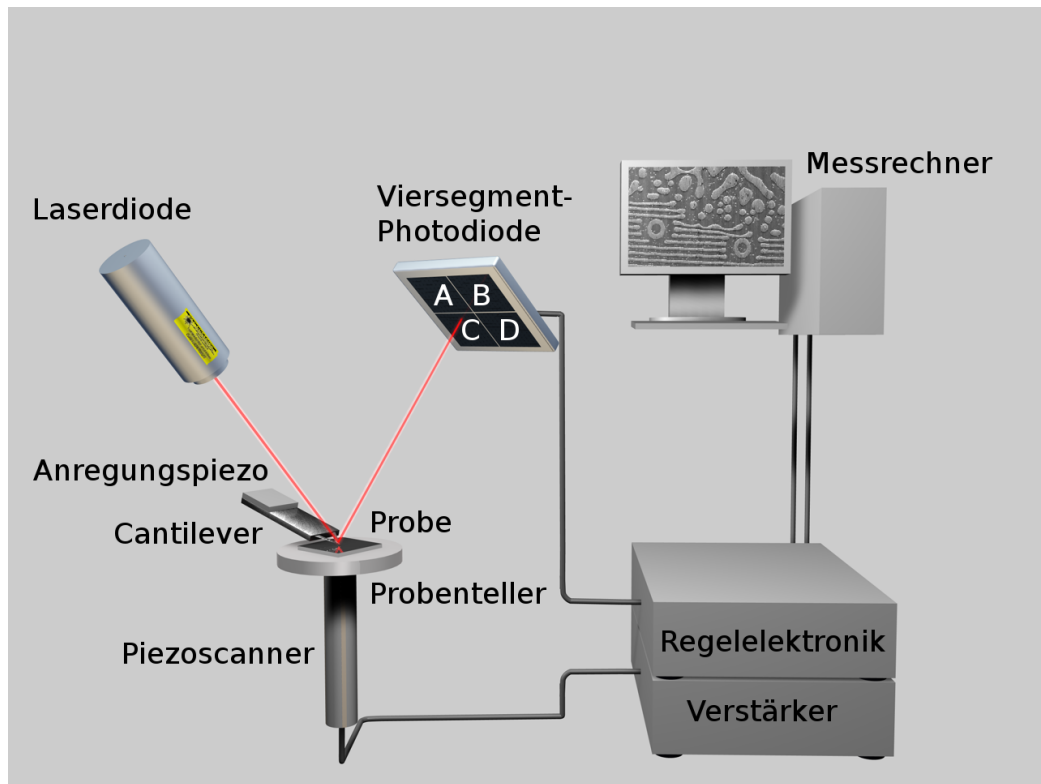 Messrechner
Laserdiode
Viersegment-
Photodiode
A B
C D
Anregungspiezo
Cantilever
Probe
Probenteller
Piezoscanner
Regelelektronik
Verstärker